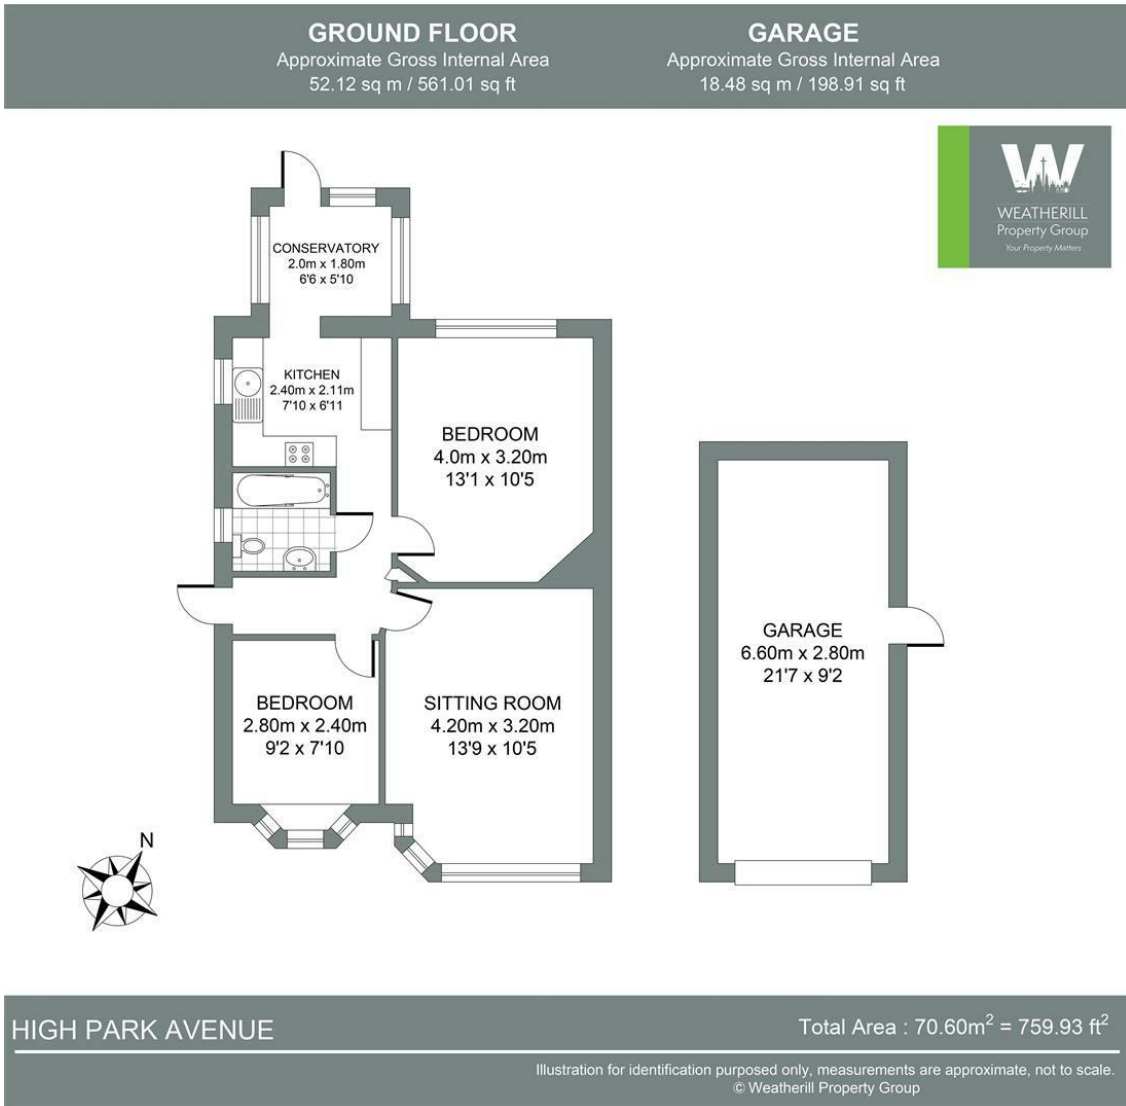 GROUND FLOOR
Approximate Gross Internal Area
52.12 sq m / 561.01 sq ft
GARAGE
Approximate Gross Internal Area
18.48 sq m / 198.91 sq ft
W
WEATHERILL
Property Group
Your Property Matters
CONSERVATORY
2.0m x 1.80m
6'6 x 5'10
KITCHEN
2.40m x 2.11m
7'10 x 6'11
BEDROOM
4.0m x 3.20m
13'1 x 10'5
GARAGE
6.60m x 2.80m
21'7 x 9'2
BEDROOM
2.80m x 2.40m
9'2 x 7'10
SITTING ROOM
4.20m x 3.20m
13'9 x 10'5
N
HIGH PARK AVENUE
Total Area : 70.60m² = 759.93 ft²
Illustration for identification purposed only, measurements are approximate, not to scale.
© Weatherill Property Group